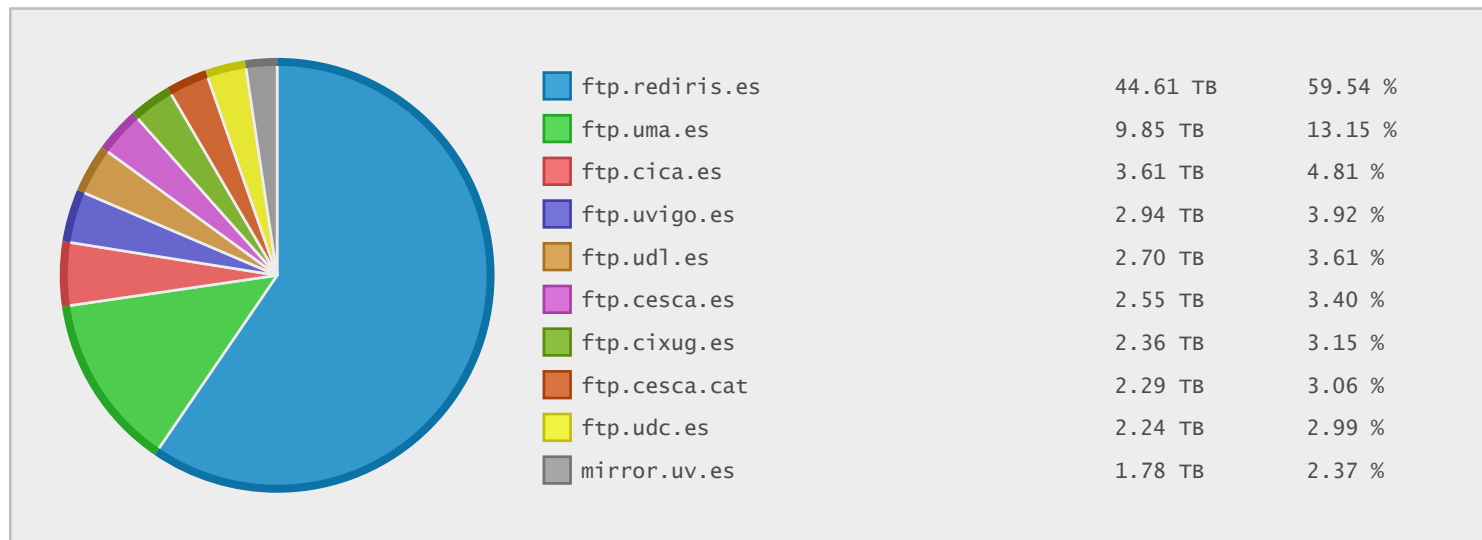 ftp.rediris.es 44.61 TB 59.54 %
ftp.uma.es 9.85 TB 13.15 %
ftp.cica.es 3.61 TB 4.81 %
ftp.uvigo.es 2.94 TB 3.92 %
ftp.udl.es 2.70 TB 3.61 %
ftp.cesca.es 2.55 TB 3.40 %
ftp.cixug.es 2.36 TB 3.15 %
ftp.cesca.cat 2.29 TB 3.06 %
ftp.udc.es 2.24 TB 2.99 %
mirror.uv.es 1.78 TB 2.37 %